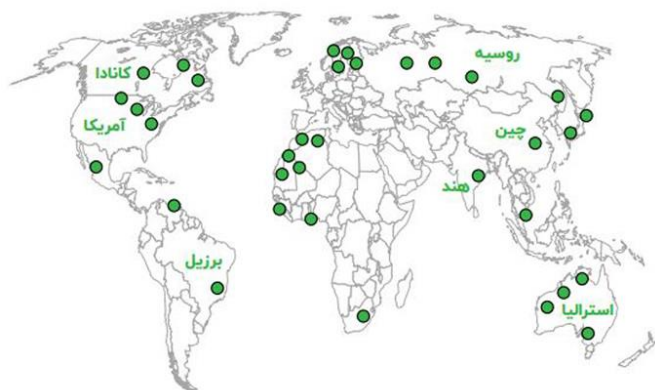 روسیه
کانادا
آمریکا
چین
هند
برزیل
استرالیا